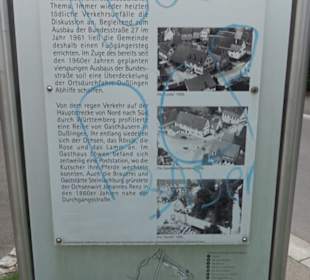 Thema. Immer wieder heizten
tödliche Verkehrsunfälle die
Diskussion an. Begleitend zum
Ausbau der Bundesstraße 27 im
Jahr 1961 ließ die Gemeinde
deshalb einen Fußgängersteg
errichten. Im Zuge des bereits seit
den 1960er Jahren geplanten
vierspurigen Ausbaus der Bundes-
straße soll eine Überdeckelung
der Ortsdurchfahrt Dußlingen
Abhilfe schaffen.
Von dem regen Verkehr auf der
Hauptstrecke von Nord nach Süd
durch Württemberg profitierte
eine Reihe von Gasthäusern in
Dußlingen. Ihr entlang siedelten
sich der Ochsen, das Rössle, die
Rose und das Lamm an. Im
Gasthaus Löwen befand sich
zeitweilig eine Poststation, wo die
Kutscher ihre Pferde wechseln
konnten. Auch die Brauerei und
Gaststätte Steinlachburg gründete
der Ochsenwirt Johannes Renz in
den 1860er Jahren nahe der
Durchgangsstraße.